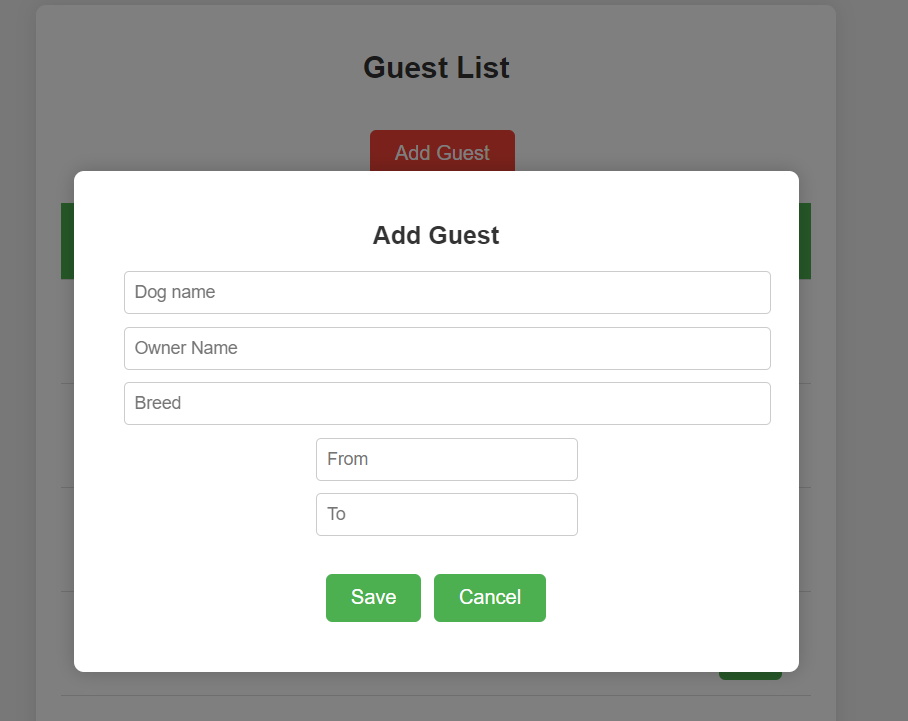 Guest List
Add Guest
Add Guest
Dog name
Owner Name
Breed
From
To
Save Cancel